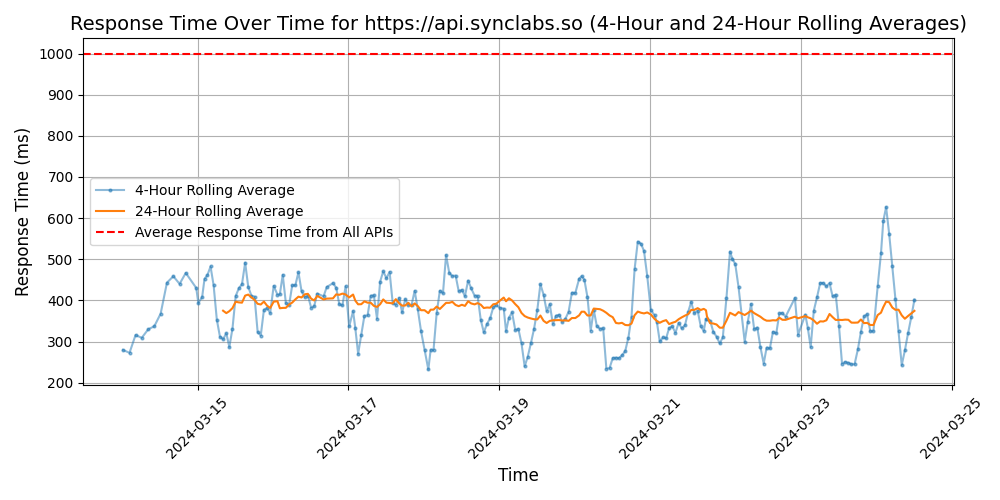 Response Time Over Time for https://api.synclabs.so (4-Hour and 24-Hour Rolling Averages)
1000
900
800
700
600
500
400
300
200
Response Time (ms)
4-Hour Rolling Average
24-Hour Rolling Average
Average Response Time from All APIs
2024-03-15
2024-03-17
2024-03-19
2024-03-21
2024-03-23
2024-03-25
Time